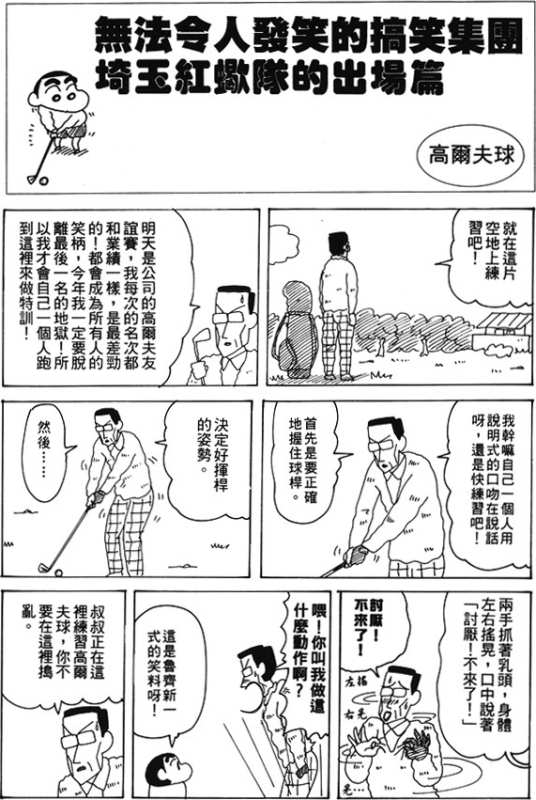 無法令人發笑的搞笑集團
埼玉紅蠍隊的出場篇
高爾夫球
就在這片
空地上練
習吧！
明天是公司的高爾夫友
誼賽，我每次的名次都
和業績一樣，是最差勁
的！都會成為所有人的
笑柄，今年我一定要脫
離最後一名的地獄！所
以我才會自己一個人跑
到這裡來做特訓！
我幹嘛自己一個人用
說明式的口吻在說話
呀，還是快練習吧！
首先是要正確
地握住球桿。
決定好揮桿
的姿勢。
然後……
兩手抓著乳頭，身體
左右搖晃，口中說著
「討厭！不來了！」
討厭！
不來了！
左搖
右晃
晃…
喂！你叫我做這
什麼動作啊？
這是魯齊新一
式的笑料呀！
叔叔正在這
裡練習高爾
夫球，你不
要在這裡搗
亂。